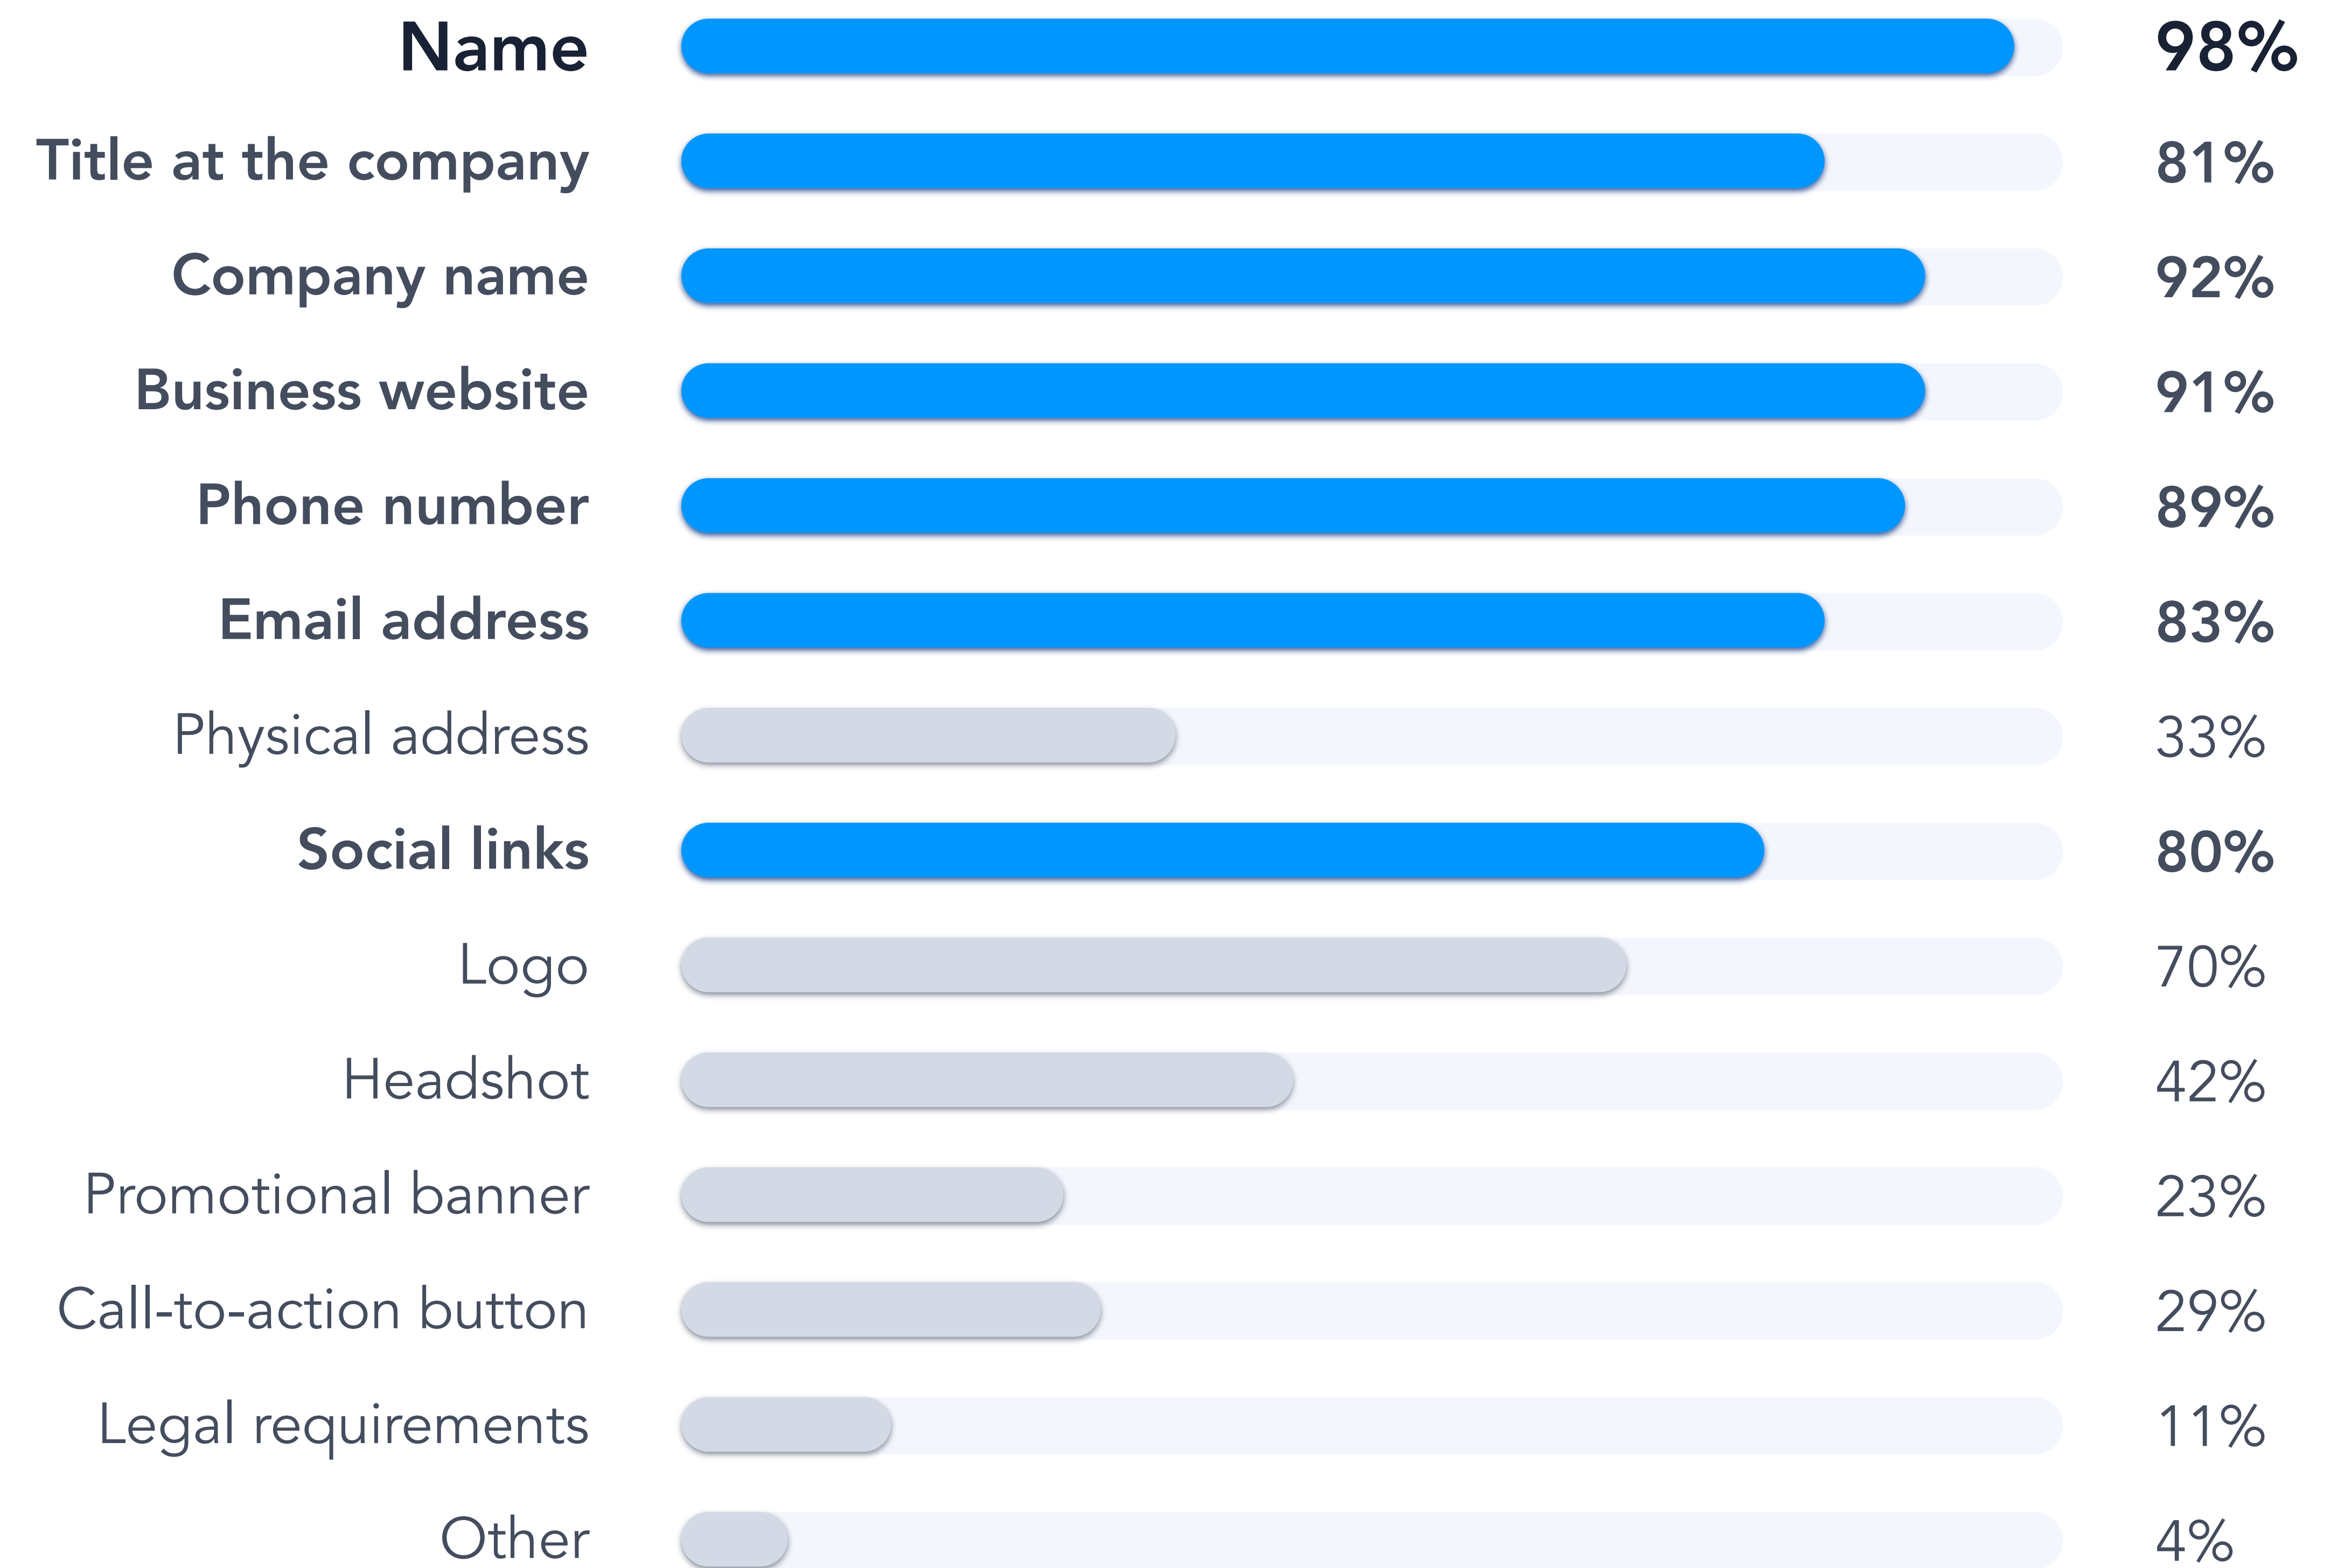 Name 98%
Title at the company 81%
Company name 92%
Business website 91%
Phone number 89%
Email address 83%
Physical address 33%
Social links 80%
Logo 70%
Headshot 42%
Promotional banner 23%
Call-to-action button 29%
Legal requirements 11%
Other 4%